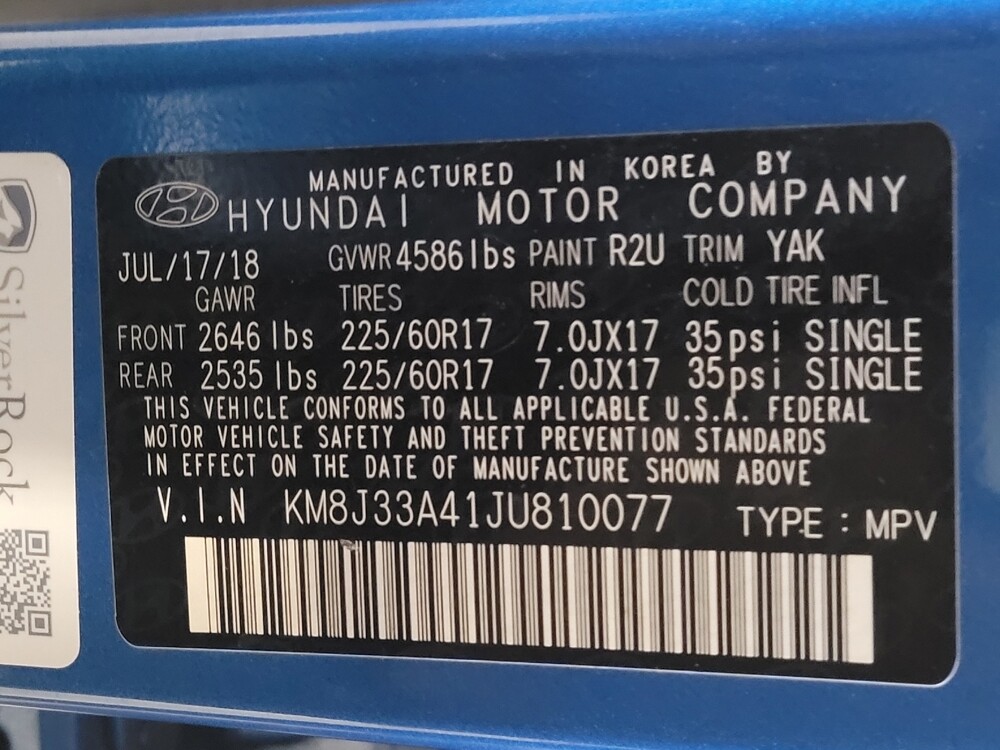 MANUFACTURED IN KOREA BY
HYUNDAI MOTOR COMPANY
JUL/17/18 GVWR 4586 lbs PAINT R2U TRIM YAK
GAWR TIRES RIMS COLD TIRE INFL
FRONT 2646 lbs 225/60R17 7.0JX17 35psi SINGLE
REAR 2535 lbs 225/60R17 7.0JX17 35psi SINGLE
THIS VEHICLE CONFORMS TO ALL APPLICABLE U.S.A. FEDERAL
MOTOR VEHICLE SAFETY AND THEFT PREVENTION STANDARDS
IN EFFECT ON THE DATE OF MANUFACTURE SHOWN ABOVE
V.I.N KM8J33A41JU810077 TYPE : MPV
SilverRock